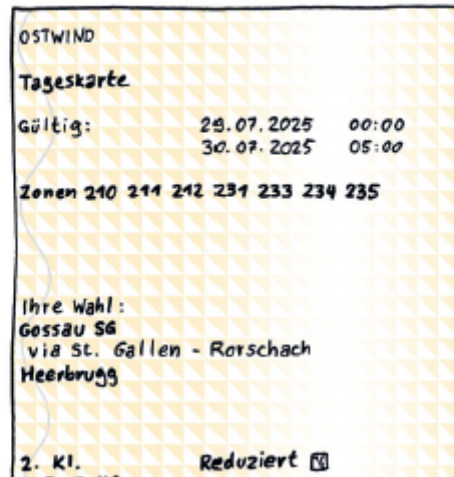 OSTWIND
Tageskarte
Gültig: 29.07.2025 00:00
30.07.2025 05:00
Zonen 210 211 212 231 233 234 235
Ihre Wahl:
Gossau SG
via St. Gallen - Rorschach
Heerbrugg
2. Kl. Reduziert